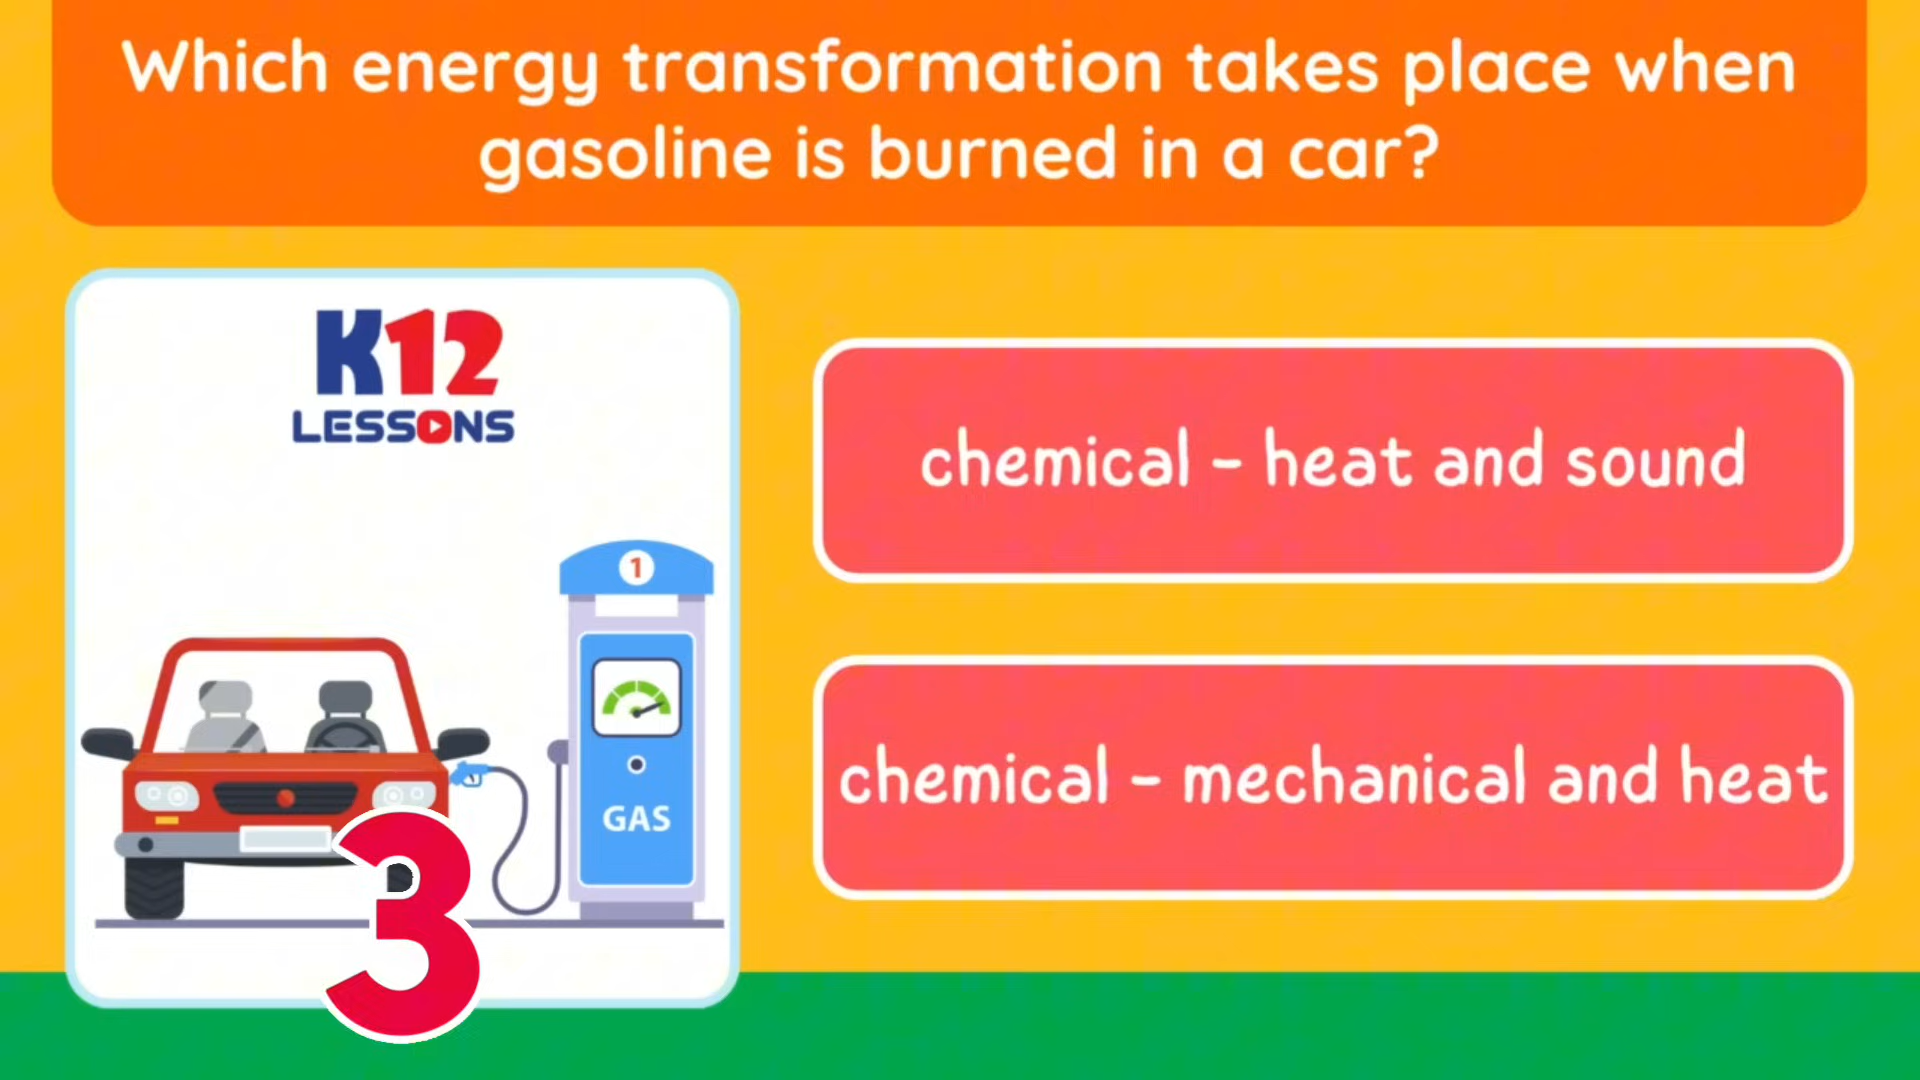 Which energy transformation takes place when
gasoline is burned in a car?
K12
LESSONS
1
GAS
3
chemical - heat and sound
chemical - mechanical and heat